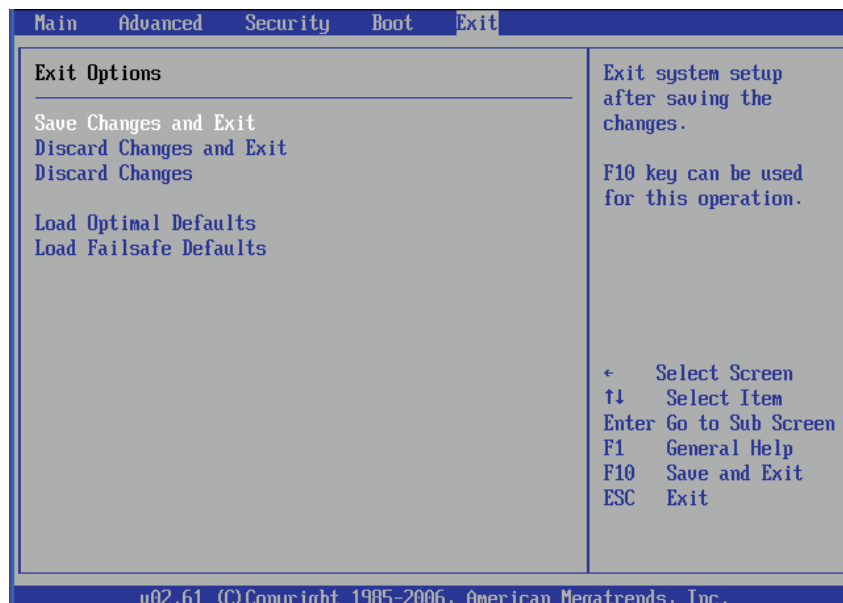 Main Advanced Security Boot Exit
Exit Options
Save Changes and Exit
Discard Changes and Exit
Discard Changes
Load Optimal Defaults
Load Failsafe Defaults
Exit system setup
after saving the
changes.
F10 key can be used
for this operation.
← Select Screen
↑↓ Select Item
Enter Go to Sub Screen
F1 General Help
F10 Save and Exit
ESC Exit
v02.61 (C)Copyright 1985-2006, American Megatrends, Inc.